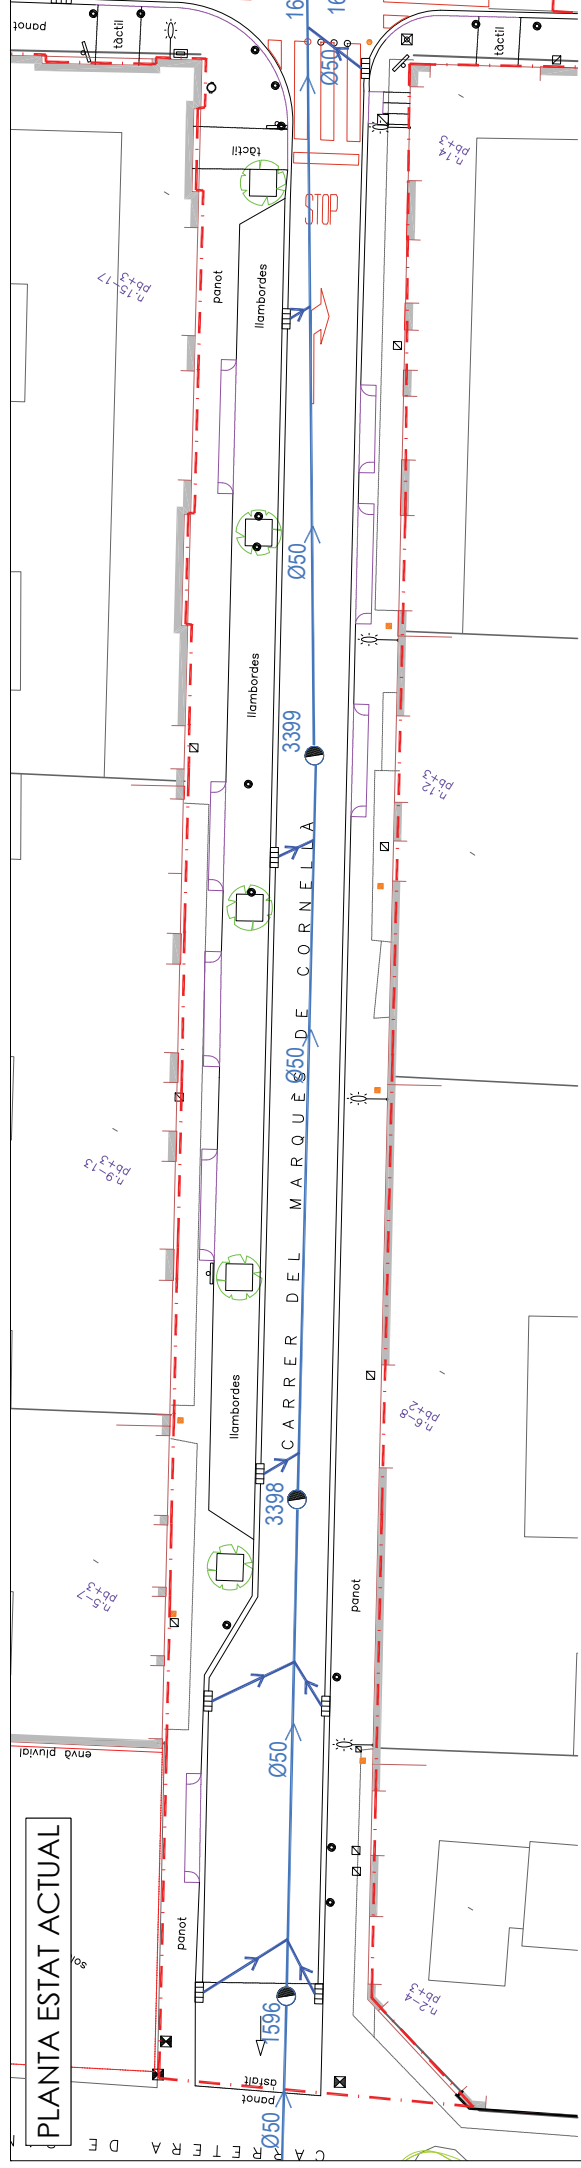 PLANTA ESTAT ACTUAL
CARRER DEL MARQUÈS DE CORNELLÀ
panot
tàctil
tàctil
tàctil
panot
STOP
Ø50
16
16
n.14
pb+3
n.15-17
pb+3
llambordes
Ø50
llambordes
3399
n.12
pb+3
Ø50
n.9-13
pb+3
llambordes
3398
n.6-8
pb+2
n.5-7
pb+3
panot
Ø50
envà pluvial
panot
1596
n.2-4
pb+3
asfalt
panot
Ø50
CARRETERA DE